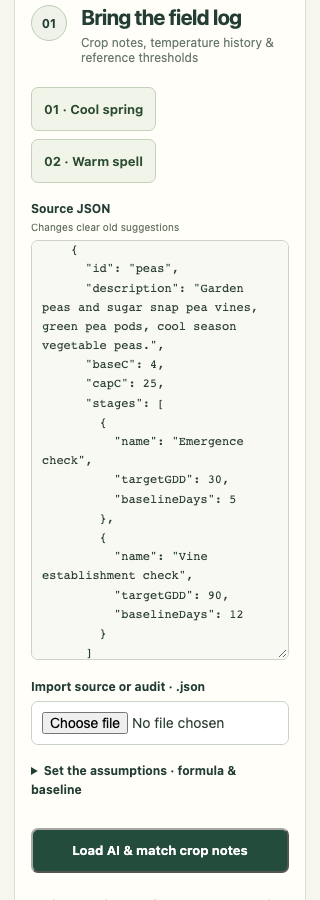 01
Bring the field log
Crop notes, temperature history &
reference thresholds
01 · Cool spring
02 · Warm spell
Source JSON
Changes clear old suggestions
{
"id": "peas",
"description": "Garden
peas and sugar snap pea vines,
green pea pods, cool season
vegetable peas.",
"baseC": 4,
"capC": 25,
"stages": [
{
"name": "Emergence
check",
"targetGDD": 30,
"baselineDays": 5
},
{
"name": "Vine
establishment check",
"targetGDD": 90,
"baselineDays": 12
}
]
Import source or audit · .json
Choose file No file chosen
▶ Set the assumptions · formula &
baseline
Load AI & match crop notes